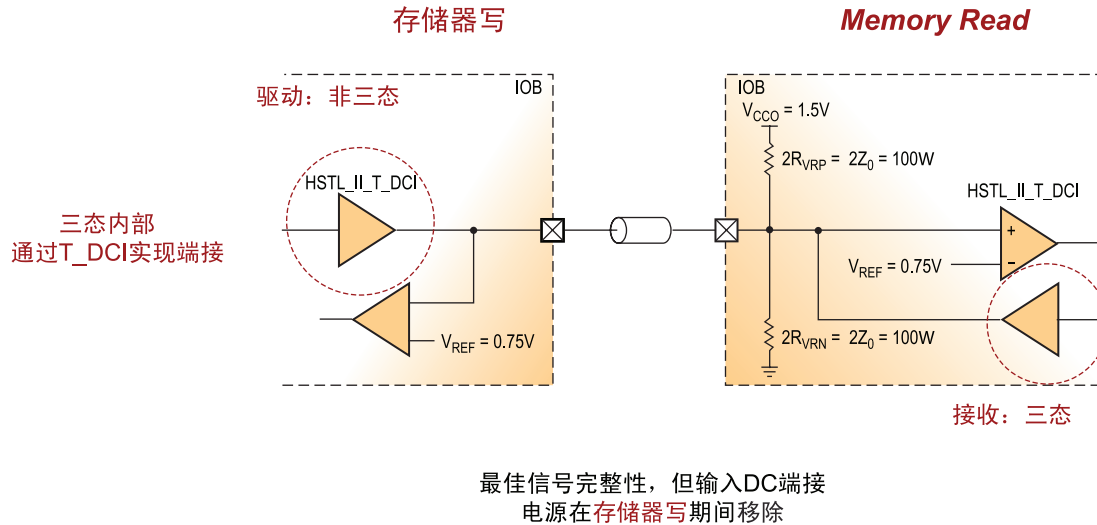 存储器写
Memory Read
驱动：非三态
IOB
HSTL_II_T_DCI
三态内部
通过T_DCI实现端接
VREF = 0.75V
IOB
VCCO = 1.5V
2RVRP = 2Z0 = 100W
HSTL_II_T_DCI
+
VREF = 0.75V
−
2RVRN = 2Z0 = 100W
接收：三态
最佳信号完整性，但输入DC端接
电源在存储器写期间移除